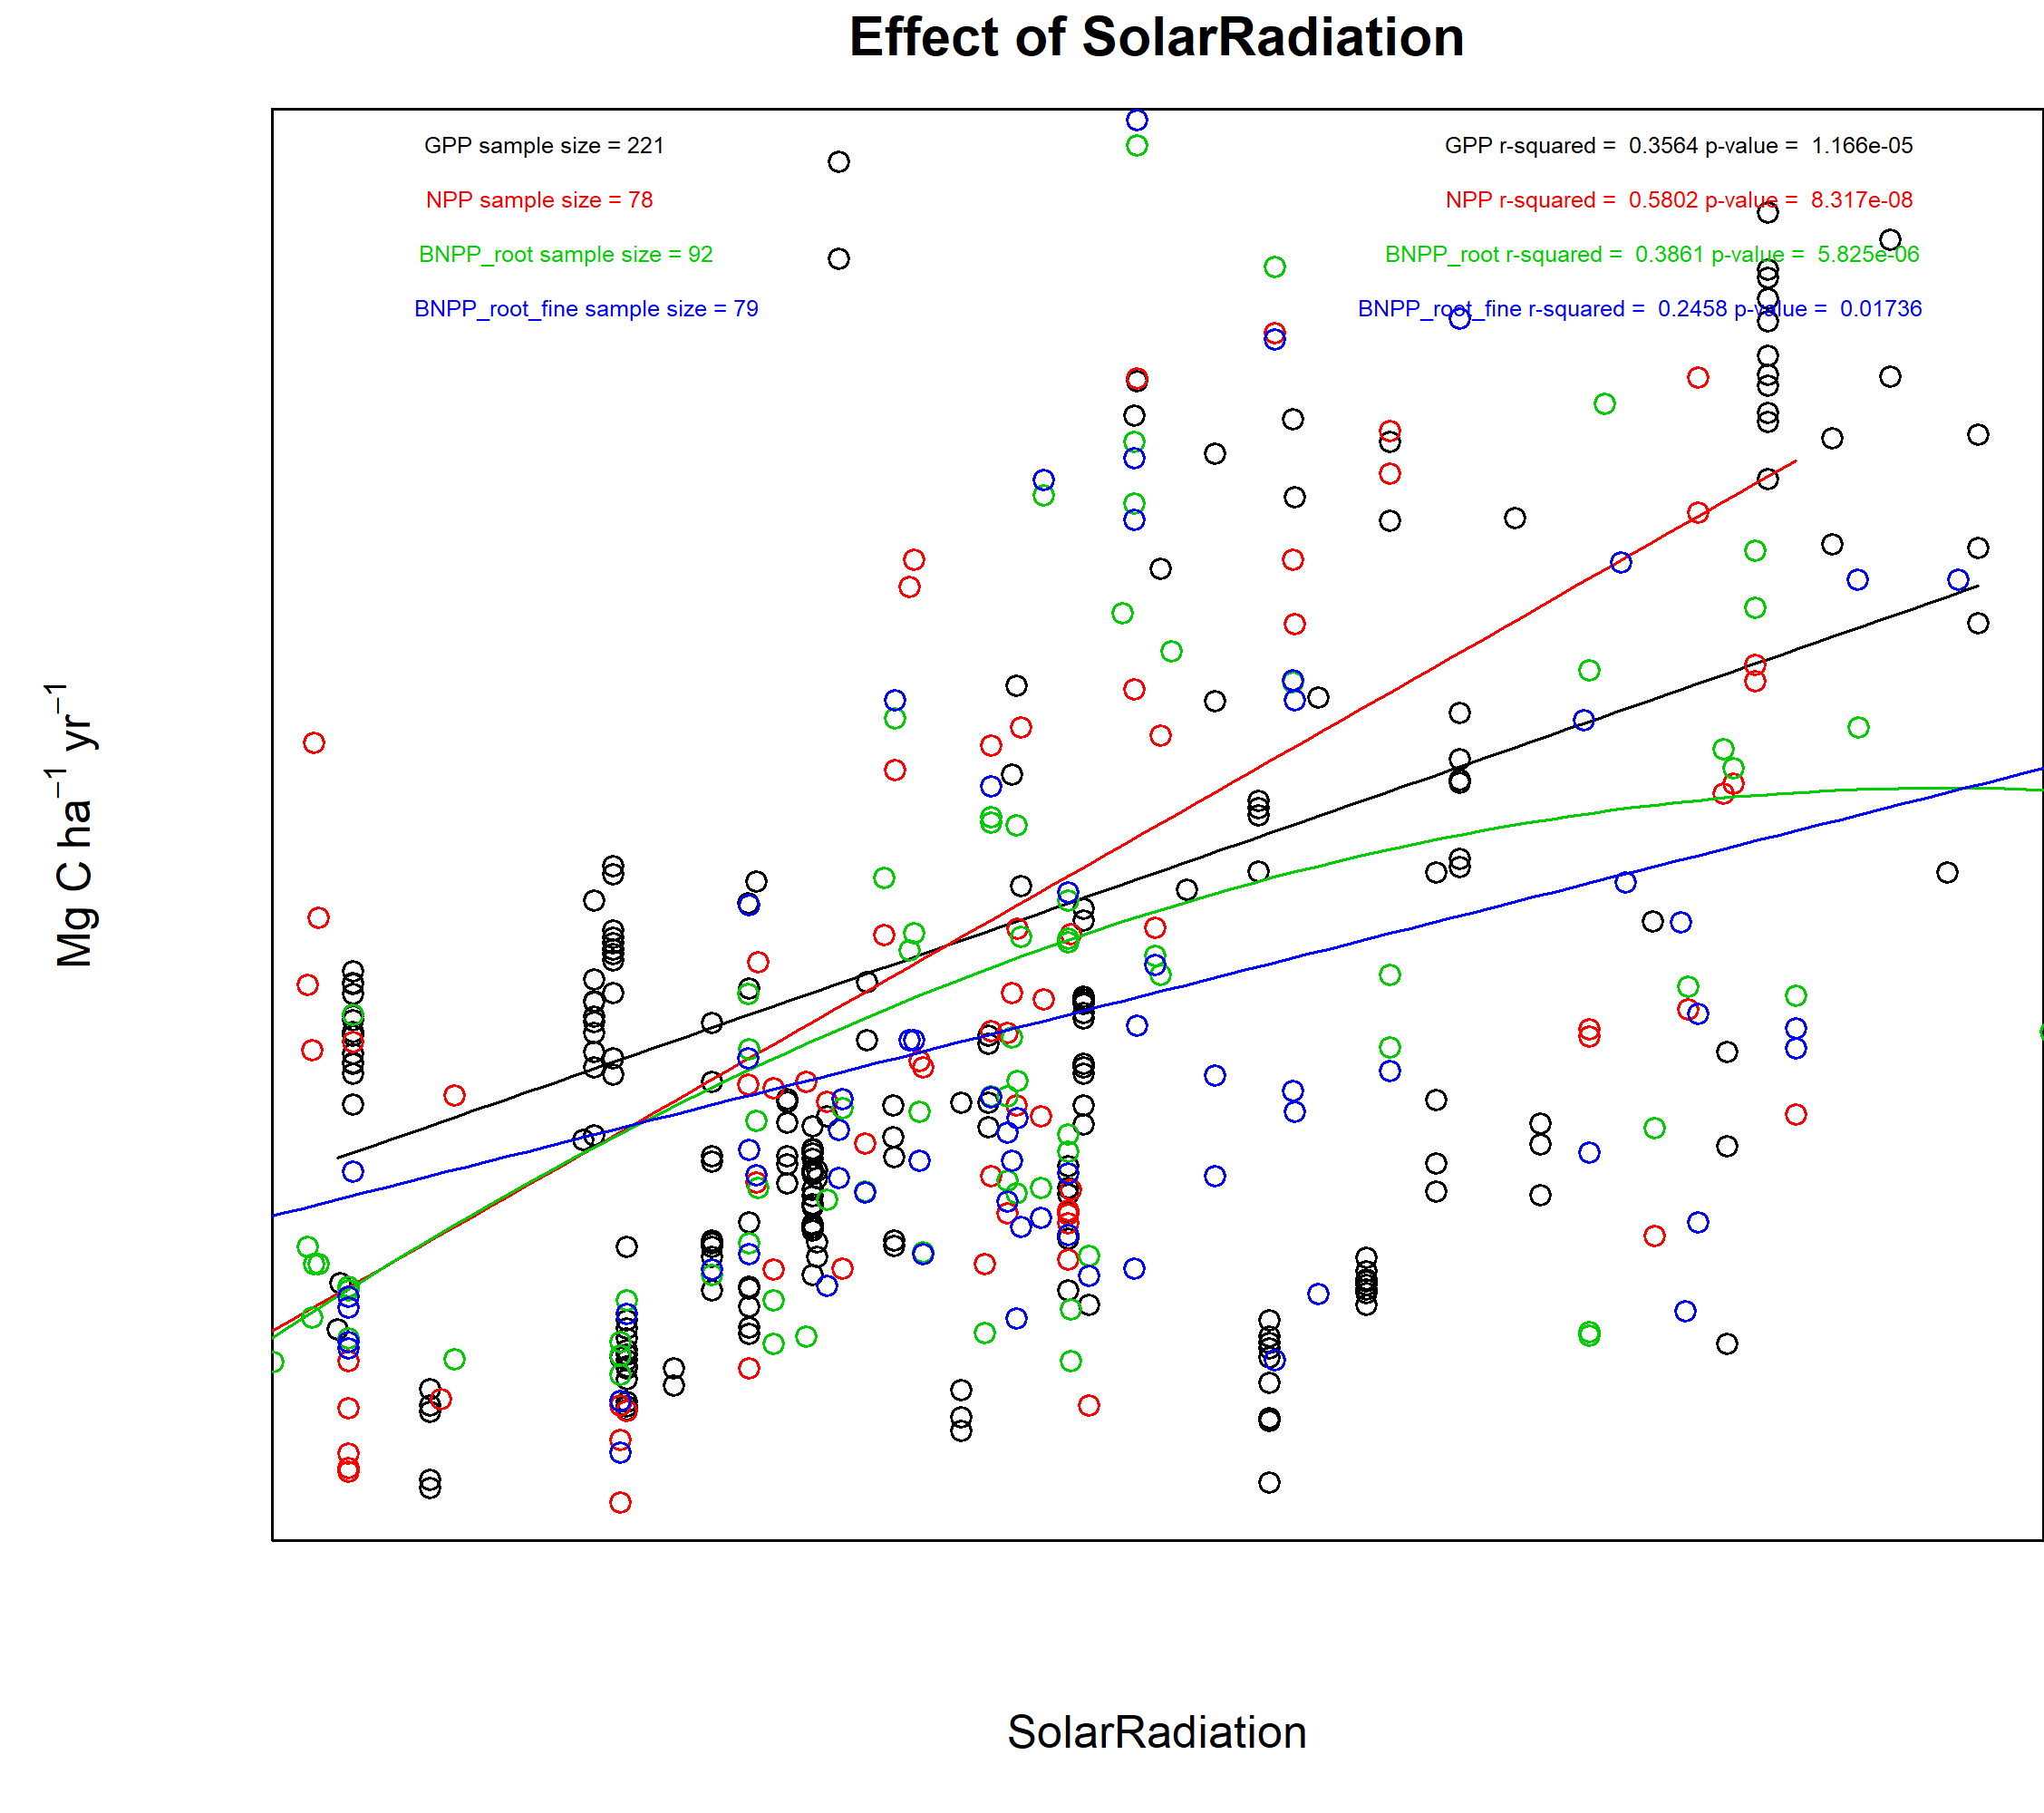 Effect of SolarRadiation
GPP sample size = 221
GPP r-squared = 0.3564 p-value = 1.166e-05
NPP sample size = 78
NPP r-squared = 0.5802 p-value = 8.317e-08
BNPP_root sample size = 92
BNPP_root r-squared = 0.3861 p-value = 5.825e-06
BNPP_root_fine sample size = 79
BNPP_root_fine r-squared = 0.2458 p-value = 0.01736
Mg C ha⁻¹ yr⁻¹
SolarRadiation